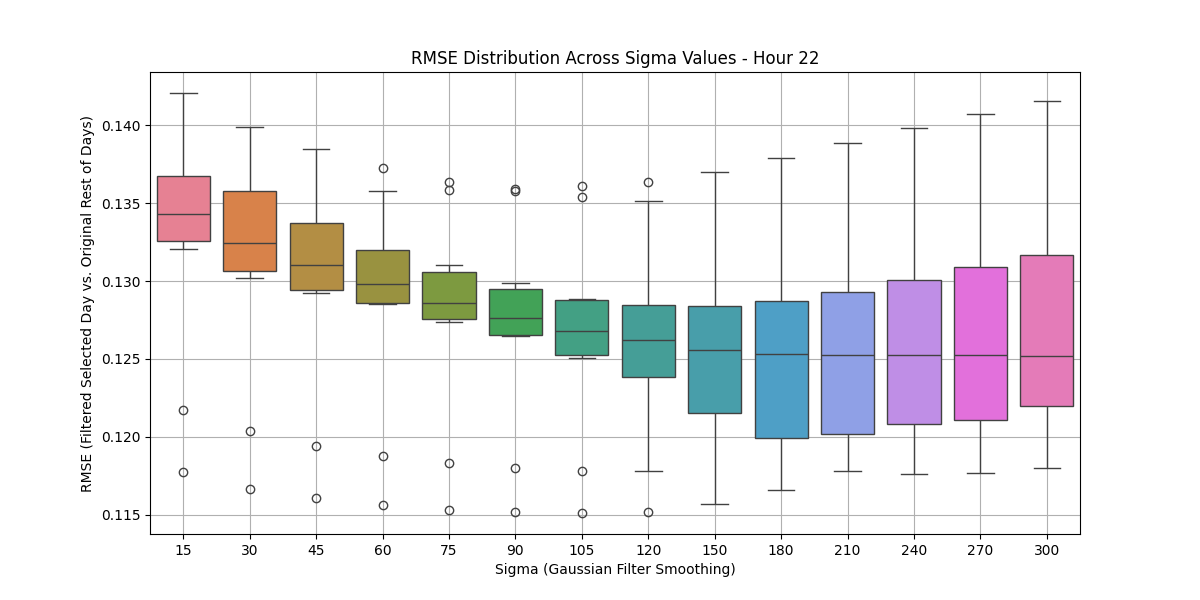 RMSE Distribution Across Sigma Values - Hour 22
RMSE (Filtered Selected Day vs. Original Rest of Days)
0.140
0.135
0.130
0.125
0.120
0.115
15 30 45 60 75 90 105 120 150 180 210 240 270 300
Sigma (Gaussian Filter Smoothing)